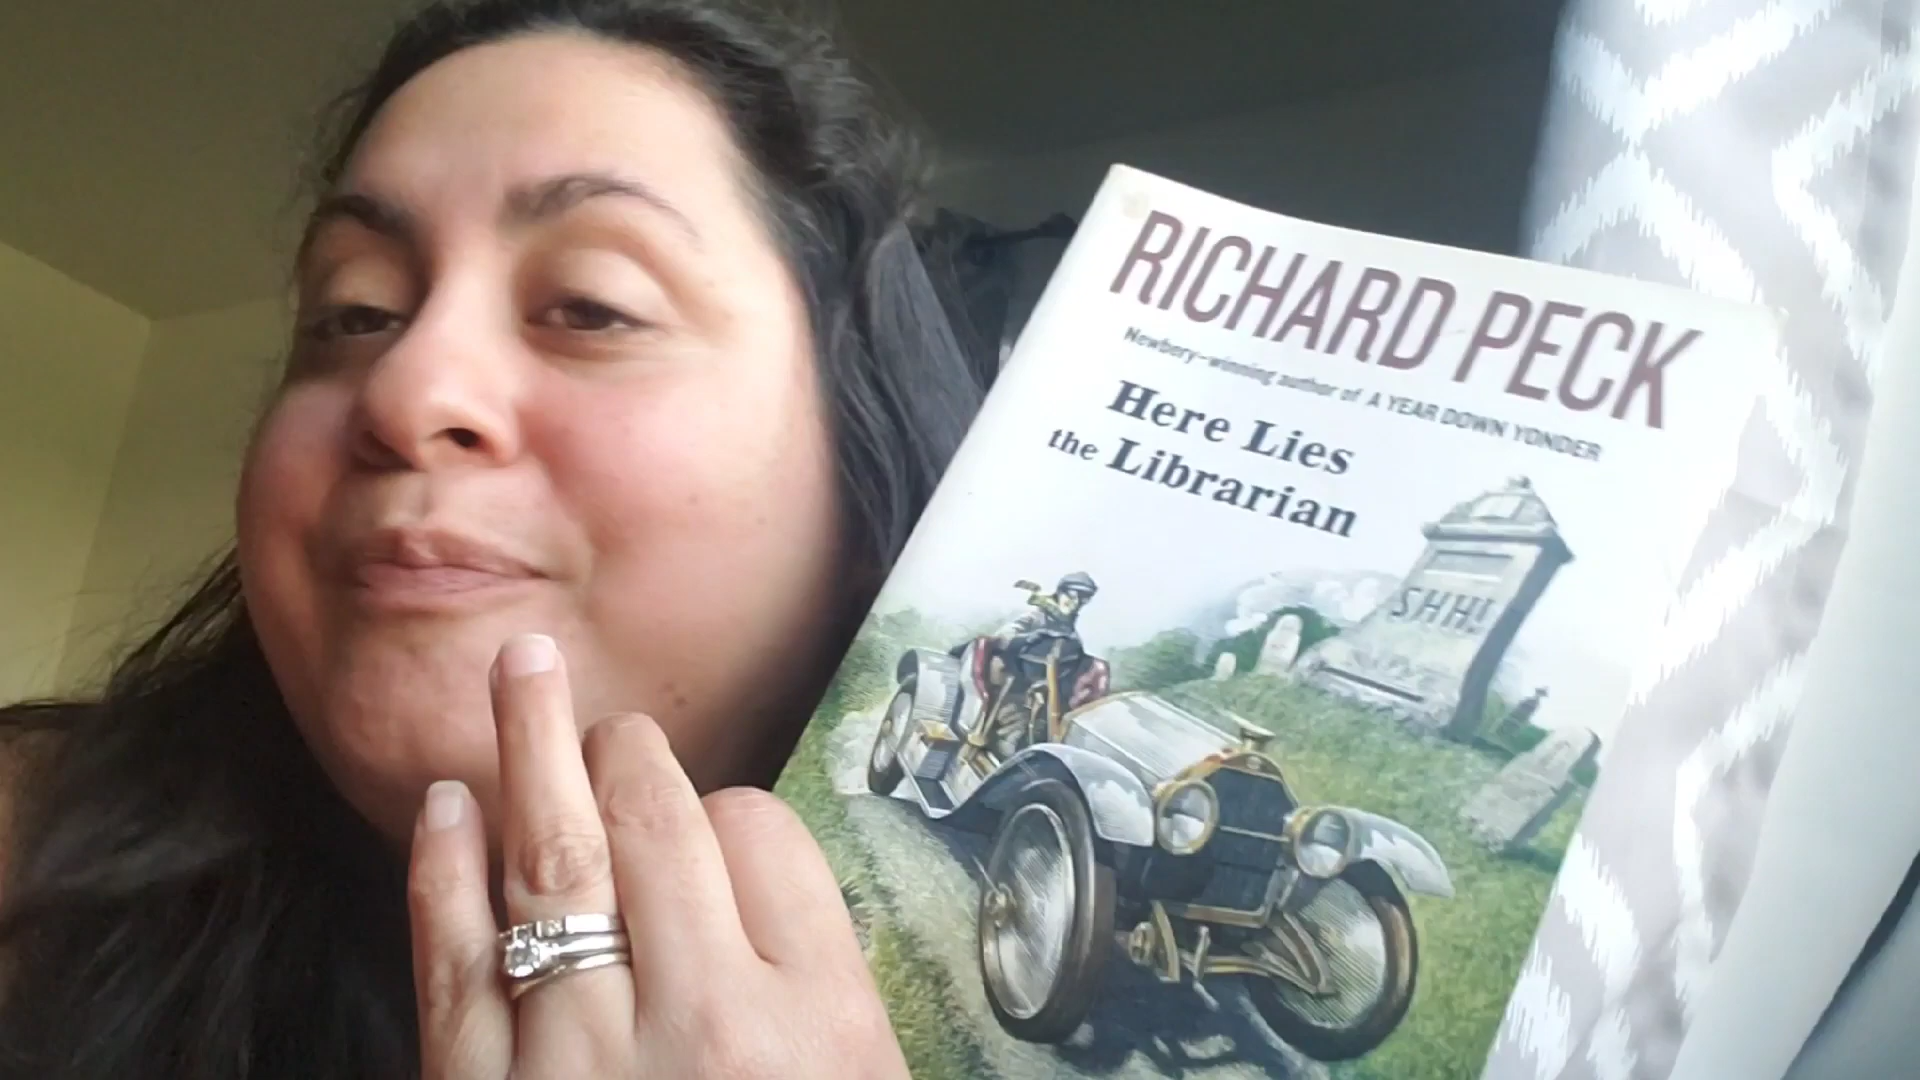 RICHARD PECK
Newbery-winning author of A YEAR DOWN YONDER
Here Lies
the Librarian
SHH!